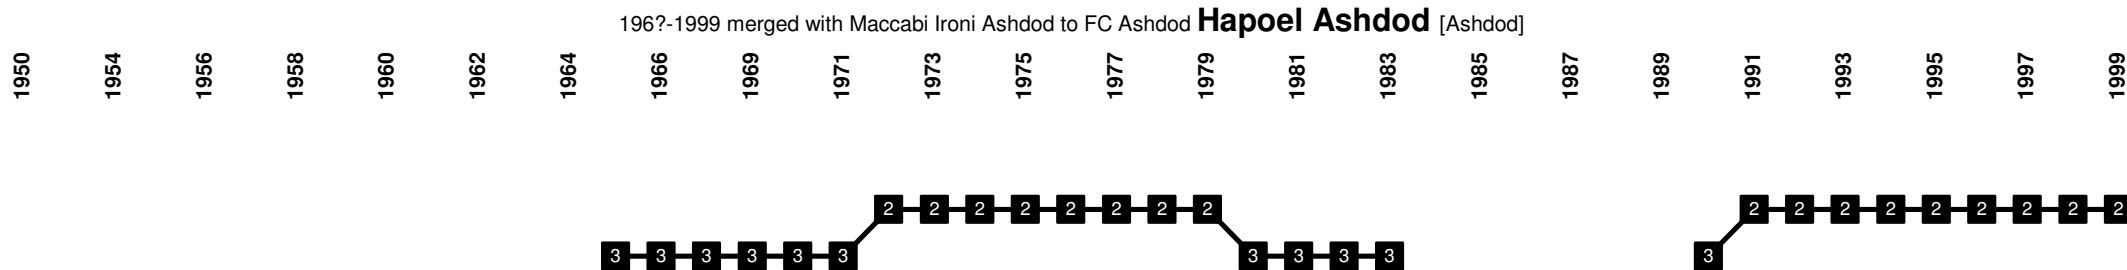 196?-1999 merged with Maccabi Ironi Ashdod to FC Ashdod Hapoel Ashdod [Ashdod]
1950 1954 1956 1958 1960 1962 1964 1966 1969 1971 1973 1975 1977 1979 1981 1983 1985 1987 1989 1991 1993 1995 1997 1999
2 2 2 2 2 2 2 2 2 2 2 2 2 2 2 2 2
3 3 3 3 3 3 3 3 3 3 3